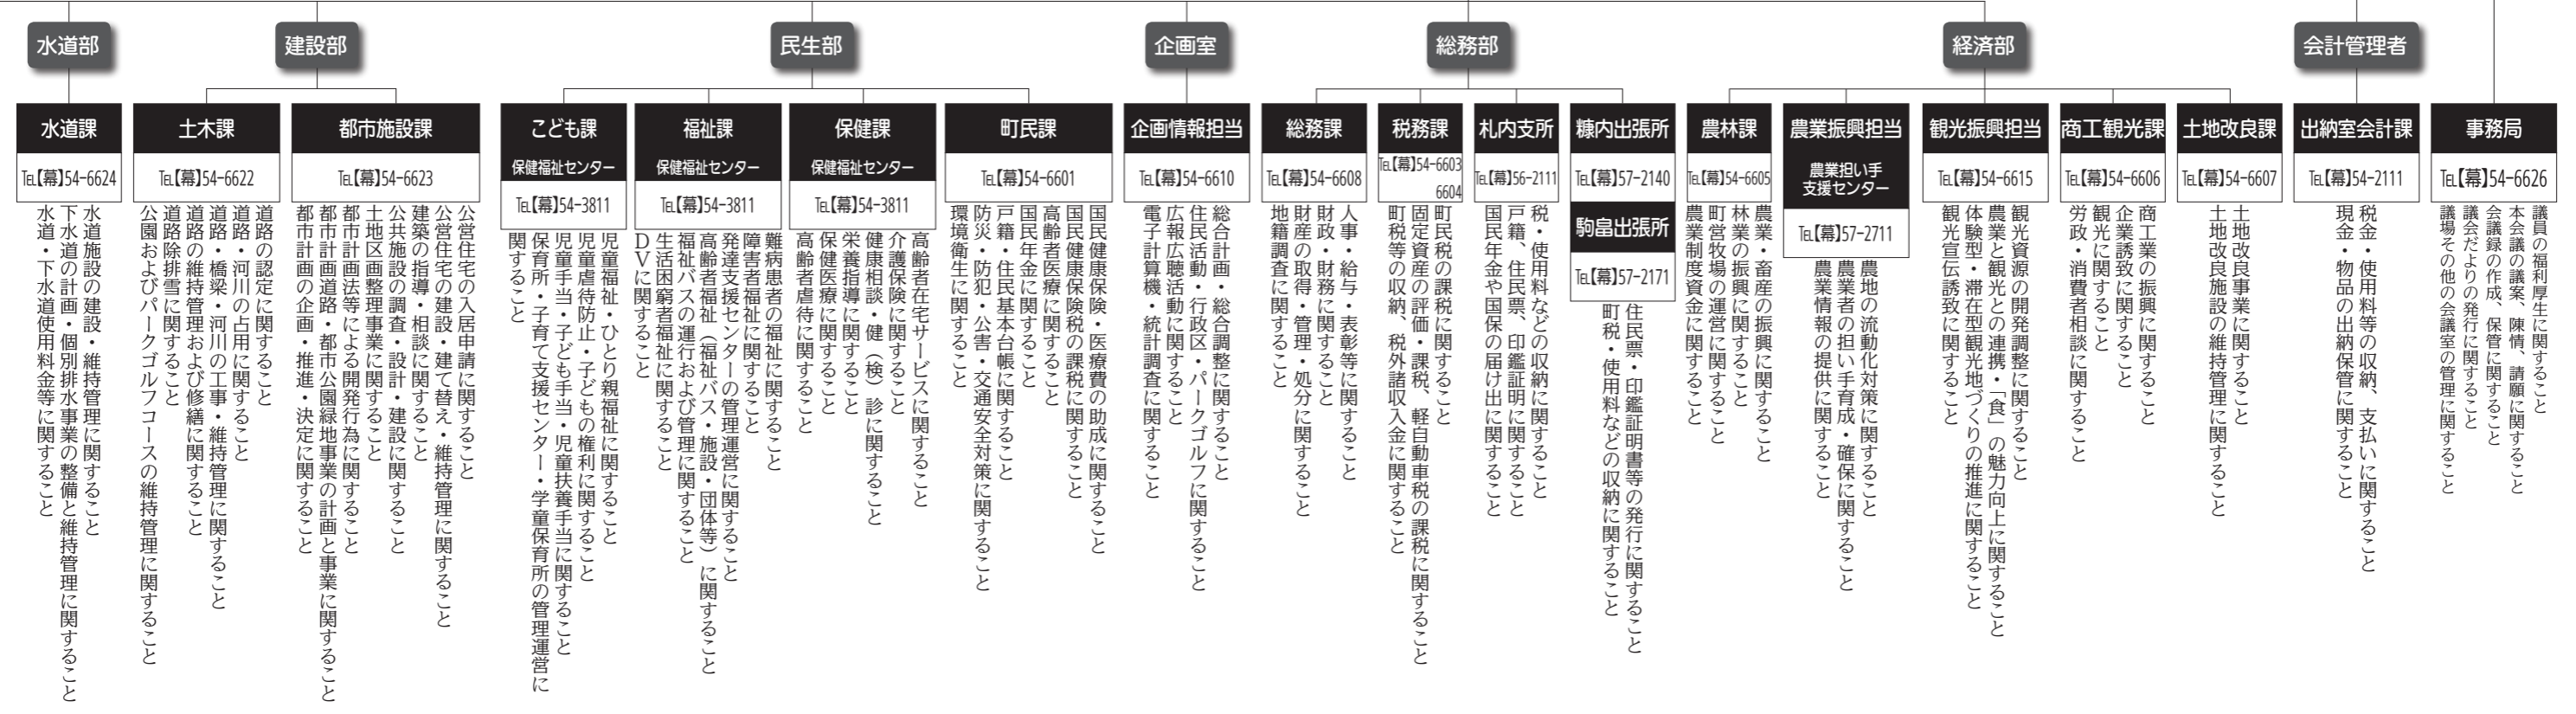 水道部
建設部
民生部
企画室
総務部
経済部
会計管理者
水道課
℡【幕】54-6624
水道施設の建設・維持管理に関すること
下水道の計画・個別排水事業の整備と維持管理に関すること
水道・下水道使用料金等に関すること
土木課
℡【幕】54-6622
道路の認定に関すること
道路・河川の占用に関すること
道路・橋梁・河川の工事・維持管理に関すること
道路の維持管理および修繕に関すること
道路除排雪に関すること
公園およびパークゴルフコースの維持管理に関すること
都市施設課
℡【幕】54-6623
公営住宅の入居申請に関すること
公営住宅の建設・建て替え・維持管理に関すること
建築の指導・相談に関すること
公共施設の調査・設計・建設に関すること
土地区画整理事業に関すること
都市計画法等による開発行為に関すること
都市計画道路・都市公園緑地事業の計画と事業に関すること
都市計画の企画・推進・決定に関すること
こども課
保健福祉センター
℡【幕】54-3811
児童福祉・ひとり親福祉に関すること
児童虐待防止・子どもの権利に関すること
児童手当・子ども手当・児童扶養手当に関すること
保育所・子育て支援センター・学童保育所の管理運営に
関すること
福祉課
保健福祉センター
℡【幕】54-3811
難病患者の福祉に関すること
障害者福祉に関すること
発達支援センターの管理運営に関すること
高齢者福祉（福祉バス・施設・団体等）に関すること
福祉バスの運行および管理に関すること
生活困窮者福祉に関すること
ＤＶに関すること
保健課
保健福祉センター
℡【幕】54-3811
高齢者在宅サービスに関すること
介護保険に関すること
健康相談・健（検）診に関すること
栄養指導に関すること
保健医療に関すること
高齢者虐待に関すること
町民課
℡【幕】54-6601
国民健康保険・医療費の助成に関すること
国民健康保険税の課税に関すること
高齢者医療に関すること
国民年金に関すること
戸籍・住民基本台帳に関すること
防災・防犯・公害・交通安全対策に関すること
環境衛生に関すること
企画情報担当
℡【幕】54-6610
総合計画・総合調整に関すること
住民活動・行政区・パークゴルフに関すること
広報広聴活動に関すること
電子計算機・統計調査に関すること
総務課
℡【幕】54-6608
人事・給与・表彰等に関すること
財政・財務に関すること
財産の取得・管理・処分に関すること
地籍調査に関すること
税務課
℡【幕】54-6603
6604
町民税の課税に関すること
固定資産の評価・課税、軽自動車税の課税に関すること
町税等の収納、税外諸収入金に関すること
札内支所
℡【幕】56-2111
税・使用料などの収納に関すること
戸籍、住民票、印鑑証明に関すること
国民年金や国保の届け出に関すること
糠内出張所
℡【幕】57-2140
駒畠出張所
℡【幕】57-2171
住民票・印鑑証明書等の発行に関すること
町税・使用料などの収納に関すること
農林課
℡【幕】54-6605
農業・畜産の振興に関すること
林業の振興に関すること
町営牧場の運営に関すること
農業制度資金に関すること
農業振興担当
農業担い手
支援センター
℡【幕】57-2711
農地の流動化対策に関すること
農業者の担い手育成・確保に関すること
農業情報の提供に関すること
観光振興担当
℡【幕】54-6615
観光資源の開発調整に関すること
農業と観光との連携・「食」の魅力向上に関すること
体験型・滞在型観光地づくりの推進に関すること
観光宣伝誘致に関すること
商工観光課
℡【幕】54-6606
商工業の振興に関すること
企業誘致に関すること
観光に関すること
労政・消費者相談に関すること
土地改良課
℡【幕】54-6607
土地改良事業に関すること
土地改良施設の維持管理に関すること
出納室会計課
℡【幕】54-2111
税金・使用料等の収納、支払いに関すること
現金・物品の出納保管に関すること
事務局
℡【幕】54-6626
議員の福利厚生に関すること
本会議の議案、陳情、請願に関すること
会議録の作成、保管に関すること
議会だよりの発行に関すること
議場その他の会議室の管理に関すること